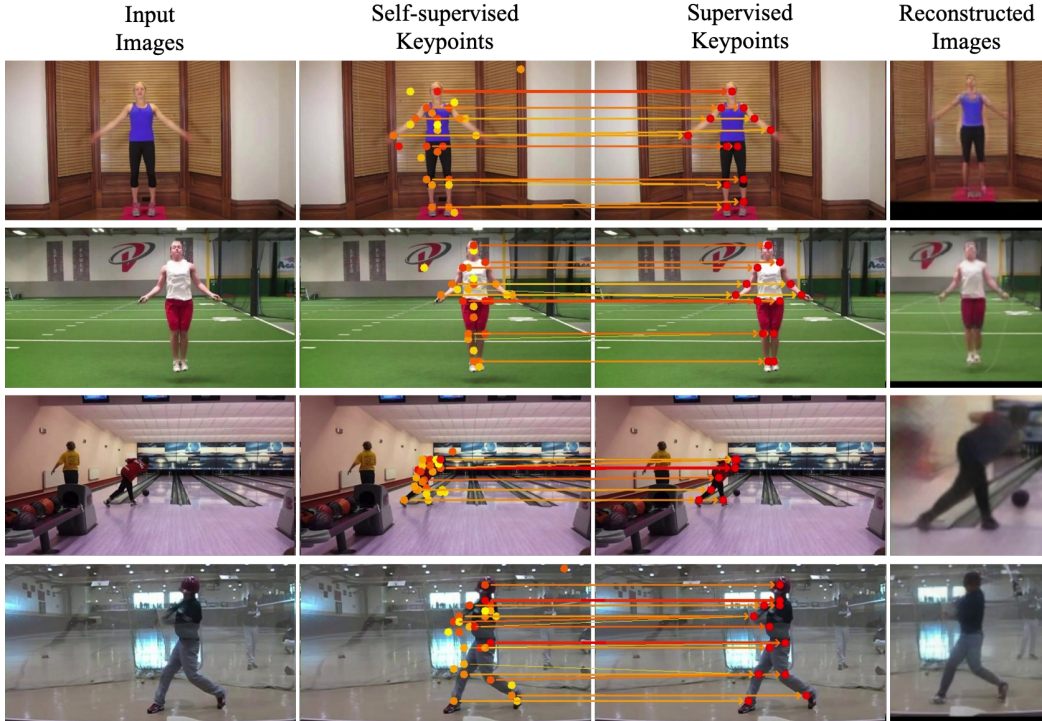 Input
Images
Self-supervised
Keypoints
Supervised
Keypoints
Reconstructed
Images